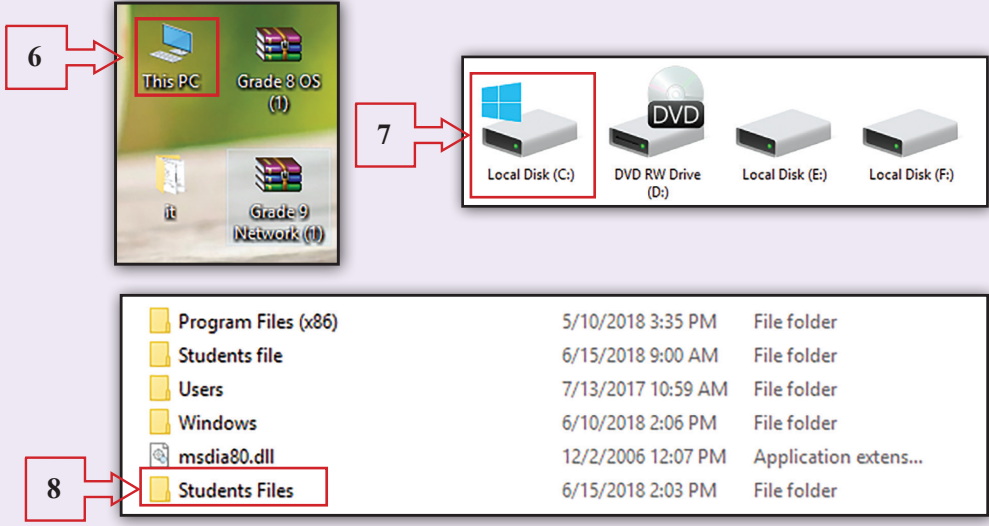 6
This PC
Grade 8 OS
(1)
it
Grade 9
Network (1)
7
DVD
Local Disk (C:)
DVD RW Drive
(D:)
Local Disk (E:)
Local Disk (F:)
Program Files (x86) 5/10/2018 3:35 PM File folder
Students file 6/15/2018 9:00 AM File folder
Users 7/13/2017 10:59 AM File folder
Windows 6/10/2018 2:06 PM File folder
msdia80.dll 12/2/2006 12:07 PM Application extens...
8
Students Files 6/15/2018 2:03 PM File folder